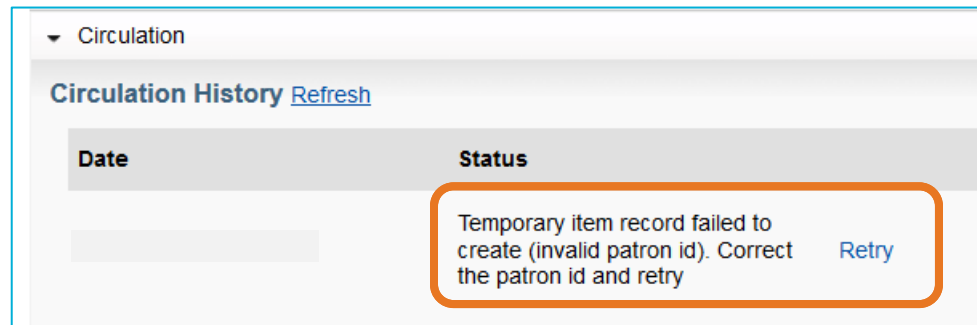 Circulation
Circulation History Refresh
Date Status
Temporary item record failed to
create (invalid patron id). Correct Retry
the patron id and retry